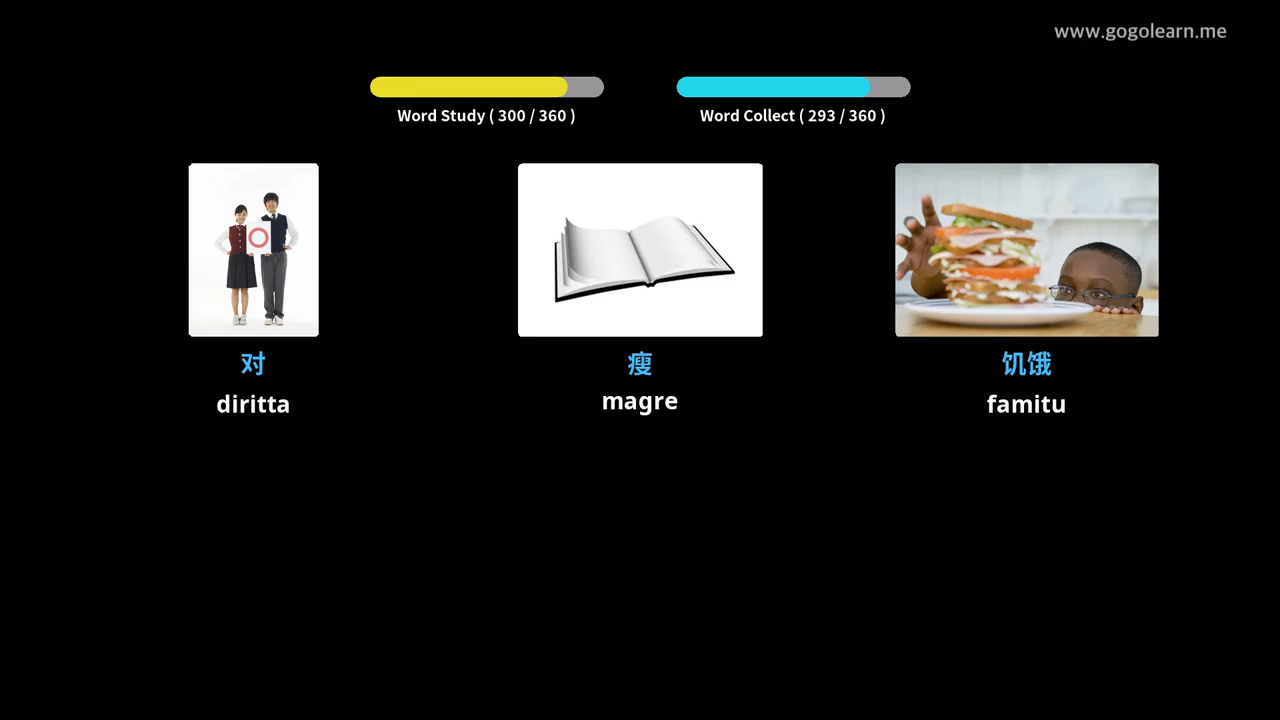 www.gogolearn.me
Word Study ( 300 / 360 )
Word Collect ( 293 / 360 )
对
diritta
瘦
magre
饥饿
famitu